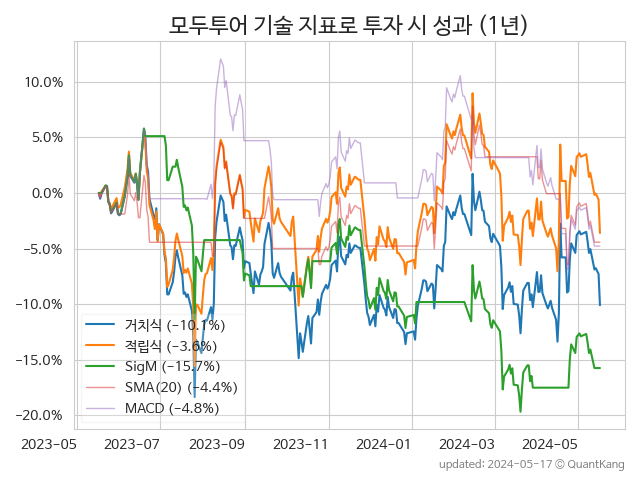 모두투어 기술 지표로 투자 시 성과 (1년)
10.0%
5.0%
0.0%
−5.0%
−10.0%
−15.0%
−20.0%
거치식 (−10.1%)
적립식 (−3.6%)
SigM (−15.7%)
SMA(20) (−4.4%)
MACD (−4.8%)
2023−05 2023−07 2023−09 2023−11 2024−01 2024−03 2024−05
updated: 2024−05−17 © QuantKang